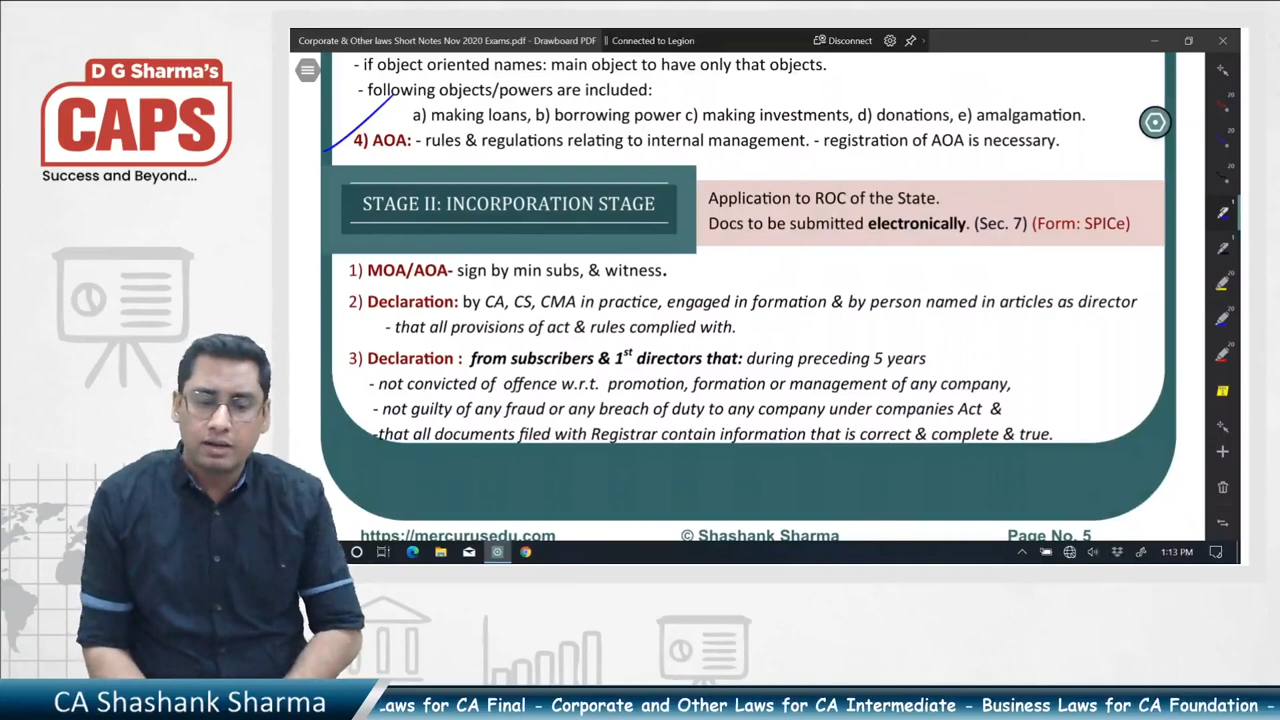 D G Sharma's
CAPS
Success and Beyond...
Corporate & Other laws Short Notes Nov 2020 Exams.pdf - Drawboard PDF || Connected to Legion
Disconnect
- if object oriented names: main object to have only that objects.
- following objects/powers are included:
a) making loans, b) borrowing power c) making investments, d) donations, e) amalgamation.
4) AOA: - rules & regulations relating to internal management. - registration of AOA is necessary.
STAGE II: INCORPORATION STAGE
Application to ROC of the State.
Docs to be submitted electronically. (Sec. 7) (Form: SPICe)
1) MOA/AOA- sign by min subs, & witness.
2) Declaration: by CA, CS, CMA in practice, engaged in formation & by person named in articles as director
- that all provisions of act & rules complied with.
3) Declaration : from subscribers & 1st directors that: during preceding 5 years
- not convicted of offence w.r.t. promotion, formation or management of any company,
- not guilty of any fraud or any breach of duty to any company under companies Act &
-that all documents filed with Registrar contain information that is correct & complete & true.
https://mercurusedu.com
© Shashank Sharma
Page No. 5
1:13 PM
CA Shashank Sharma
Laws for CA Final - Corporate and Other Laws for CA Intermediate - Business Laws for CA Foundation -